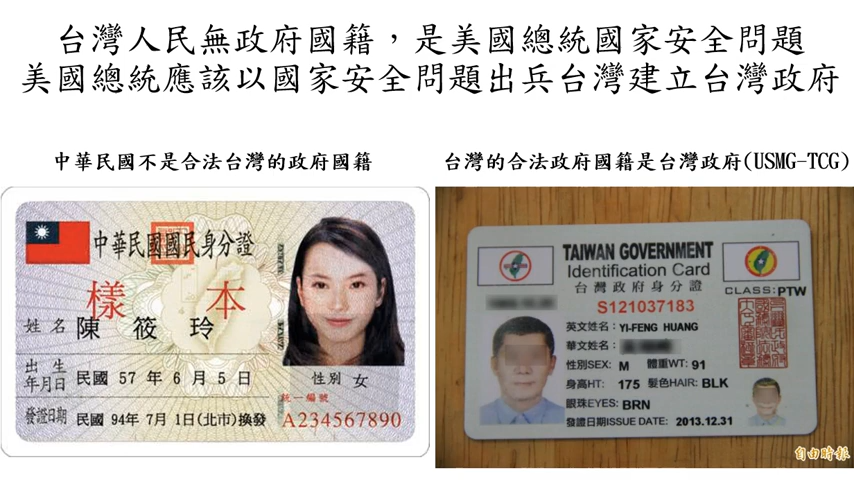 台灣人民無政府國籍，是美國總統國家安全問題
美國總統應該以國家安全問題出兵台灣建立台灣政府
中華民國不是合法台灣的政府國籍
台灣的合法政府國籍是台灣政府(USMG-TCG)
中華民國國民身分證
樣本
姓名 陳筱玲
出生年月日 民國 57 年 6 月 5 日
性別 女
發證日期 民國 94年 7月 1日(北市)換發
統一編號
A234567890
TAIWAN GOVERNMENT
Identification Card
台灣政府身分證
CLASS: PTW
S121037183
英文姓名: YI-FENG HUANG
華文姓名:
性別SEX: M 體重WT: 91
身高HT: 175 髮色HAIR: BLK
眼珠EYES: BRN
發證日期ISSUE DATE: 2013.12.31
自由時報